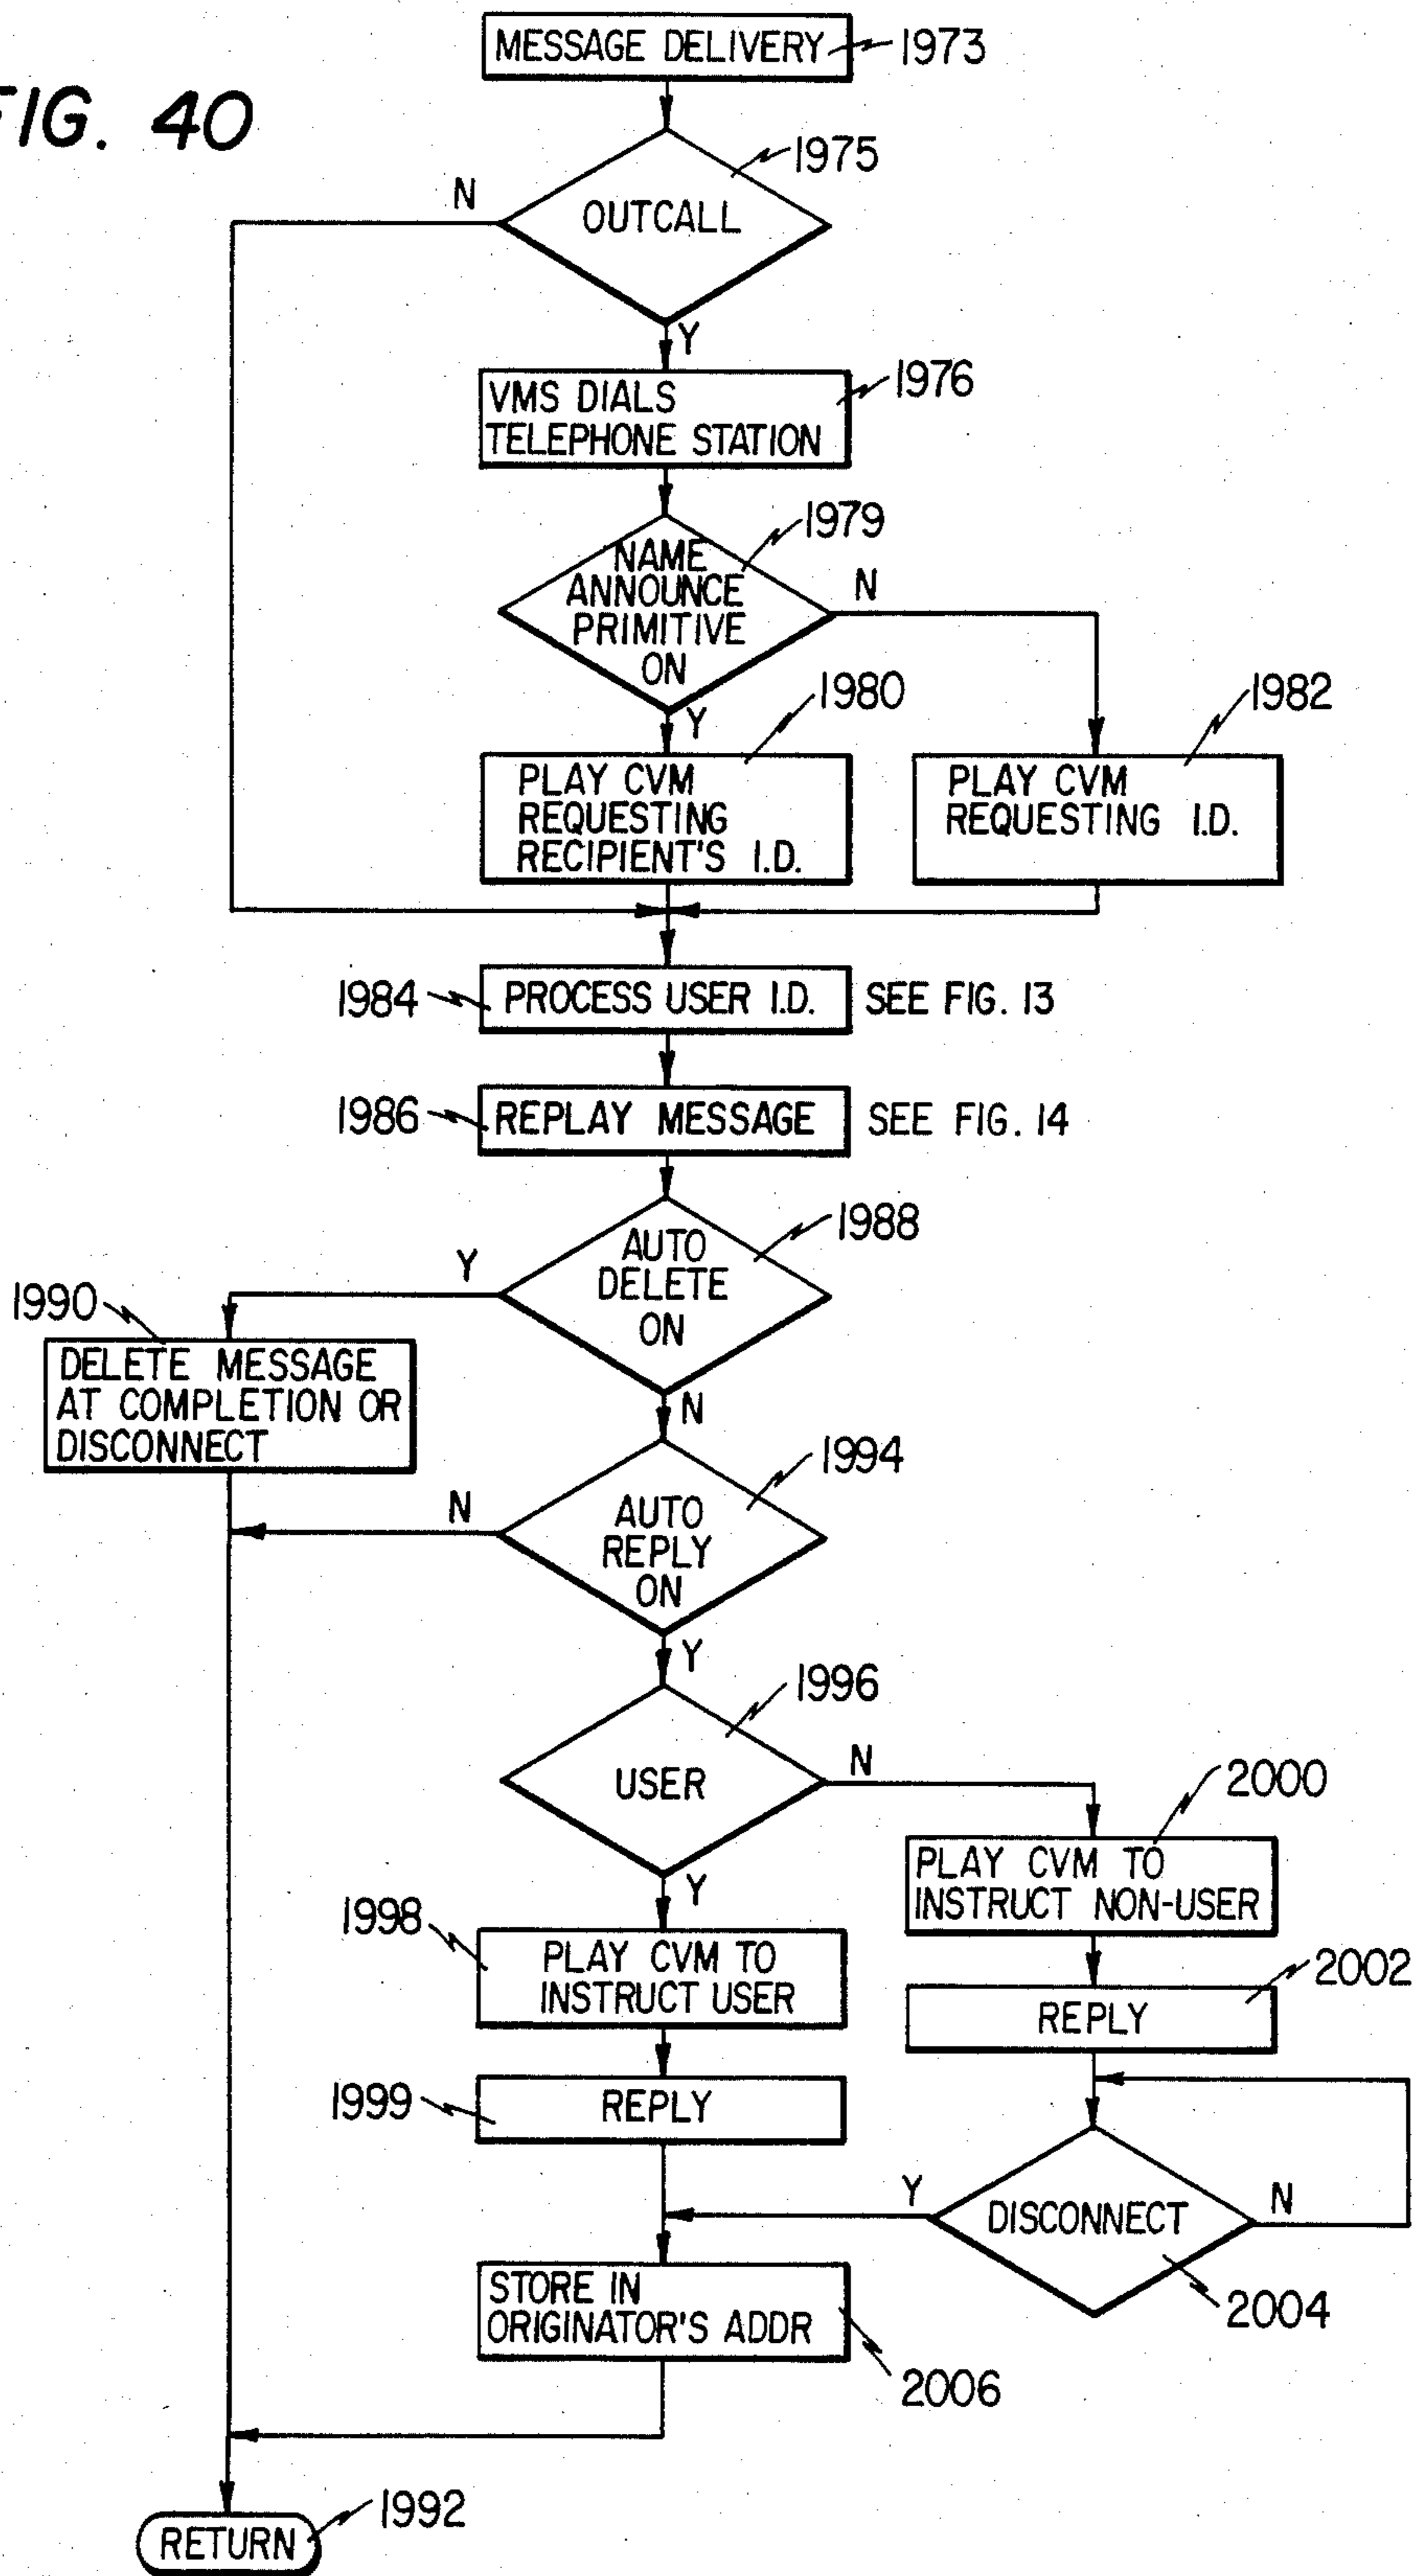 MESSAGE DELIVERY
1973
FIG. 40
1975
N
OUTCALL
Y
1976
VMS DIALS
TELEPHONE STATION
1979
NAME
ANNOUNCE
PRIMITIVE
ON
N
1980
1982
Y
PLAY CVM
REQUESTING
RECIPIENT'S I.D.
PLAY CVM
REQUESTING I.D.
1984
PROCESS USER I.D.
SEE FIG. 13
1986
REPLAY MESSAGE
SEE FIG. 14
1988
AUTO
DELETE
ON
Y
1990
DELETE MESSAGE
AT COMPLETION OR
DISCONNECT
N
1994
N
AUTO
REPLY
ON
Y
1996
USER
N
2000
Y
PLAY CVM TO
INSTRUCT NON-USER
1998
PLAY CVM TO
INSTRUCT USER
2002
REPLY
1999
REPLY
Y
DISCONNECT
N
2004
STORE IN
ORIGINATOR'S ADDR
2006
1992
RETURN